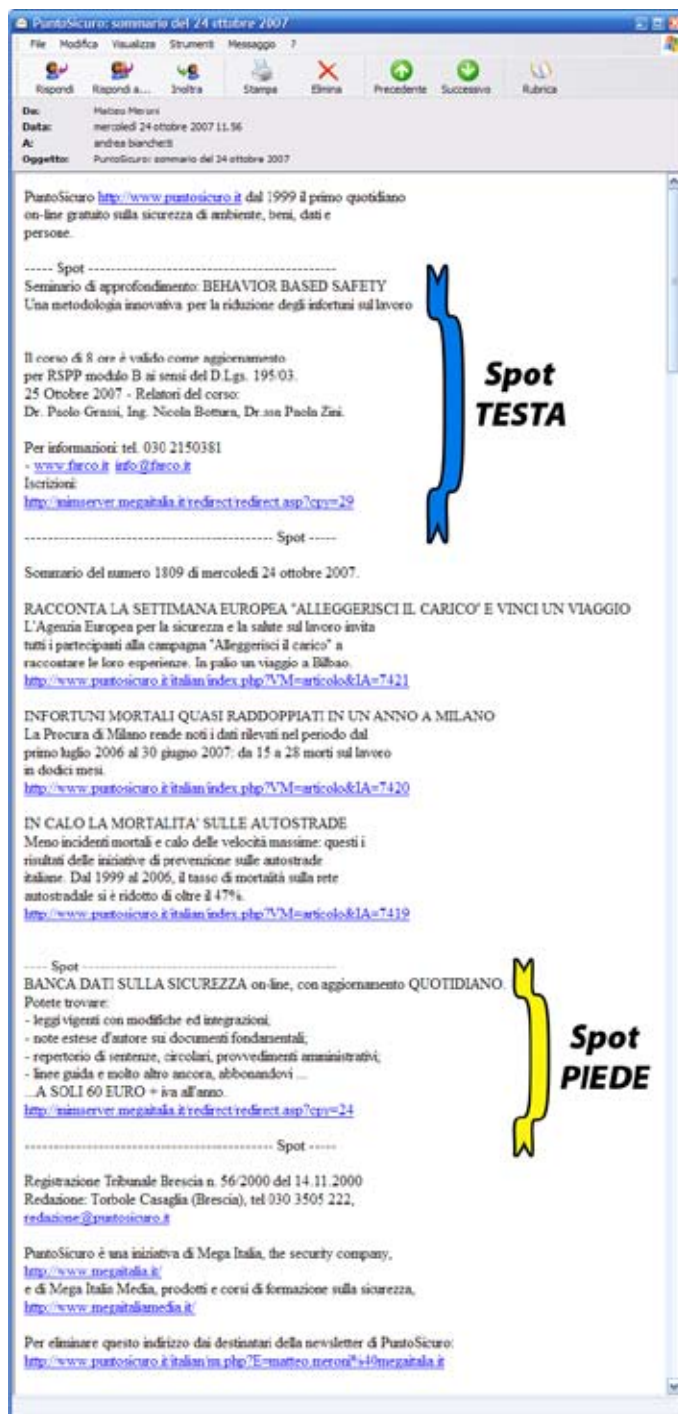 PuntoSicuro: sommario del 24 ottobre 2007
File Modifica Visualizza Strumenti Messaggio ?
Rispondi Rispondi a... Inoltra Stampa Elimina Precedente Successivo Rubrica
Da: Matteo Meroni
Data: mercoledì 24 ottobre 2007 11.56
A: andrea bianchetti
Oggetto: PuntoSicuro: sommario del 24 ottobre 2007
PuntoSicuro http://www.puntosicuro.it dal 1999 il primo quotidiano
on-line gratuito sulla sicurezza di ambiente, beni, dati e
persone.
----- Spot ---------------------------------------------
Seminario di approfondimento: BEHAVIOR BASED SAFETY
Una metodologia innovativa per la riduzione degli infortuni sul lavoro
Il corso di 8 ore è valido come aggiornamento
per RSPP modulo B ai sensi del D.Lgs. 195/03.
25 Ottobre 2007 - Relatori del corso:
Dr. Paolo Grassi, Ing. Nicola Bottura, Dr.ssa Paola Zini.
Spot
TESTA
Per informazioni: tel. 030 2150381
- www.farco.it info@farco.it
Iscrizioni:
http://mimserver.megaitalia.it/redirect/redirect.asp?cpy=29
--------------------------------------------- Spot -----
Sommario del numero 1809 di mercoledì 24 ottobre 2007.
RACCONTA LA SETTIMANA EUROPEA "ALLEGGERISCI IL CARICO" E VINCI UN VIAGGIO
L'Agenzia Europea per la sicurezza e la salute sul lavoro invita
tutti i partecipanti alla campagna "Alleggerisci il carico" a
raccontare le loro esperienze. In palio un viaggio a Bilbao.
http://www.puntosicuro.it/italian/index.php?VM=articolo&IA=7421
INFORTUNI MORTALI QUASI RADDOPPIATI IN UN ANNO A MILANO
La Procura di Milano rende noti i dati rilevati nel periodo dal
primo luglio 2006 al 30 giugno 2007: da 15 a 28 morti sul lavoro
in dodici mesi.
http://www.puntosicuro.it/italian/index.php?VM=articolo&IA=7420
IN CALO LA MORTALITA' SULLE AUTOSTRADE
Meno incidenti mortali e calo delle velocità massime: questi i
risultati delle iniziative di prevenzione sulle autostrade
italiane. Dal 1999 al 2006, il tasso di mortalità sulla rete
autostradale si è ridotto di oltre il 47%.
http://www.puntosicuro.it/italian/index.php?VM=articolo&IA=7419
---- Spot ----------------------------------------------
BANCA DATI SULLA SICUREZZA on-line, con aggiornamento QUOTIDIANO.
Potete trovare:
- leggi vigenti con modifiche ed integrazioni;
- note estese d'autore sui documenti fondamentali;
- repertorio di sentenze, circolari, provvedimenti amministrativi;
- linee guida e molto altro ancora, abbonandovi ...
...A SOLI 60 EURO + iva all'anno.
http://mimserver.megaitalia.it/redirect/redirect.asp?cpy=24
Spot
PIEDE
--------------------------------------------- Spot -----
Registrazione Tribunale Brescia n. 56/2000 del 14.11.2000
Redazione: Torbole Casaglia (Brescia), tel 030 3505 222,
redazione@puntosicuro.it
PuntoSicuro è una iniziativa di Mega Italia, the security company,
http://www.megaitalia.it/
e di Mega Italia Media, prodotti e corsi di formazione sulla sicurezza,
http://www.megaitaliamedia.it/
Per eliminare questo indirizzo dai destinatari della newsletter di PuntoSicuro:
http://www.puntosicuro.it/italian/nn.php?E=matteo.meroni%40megaitalia.it